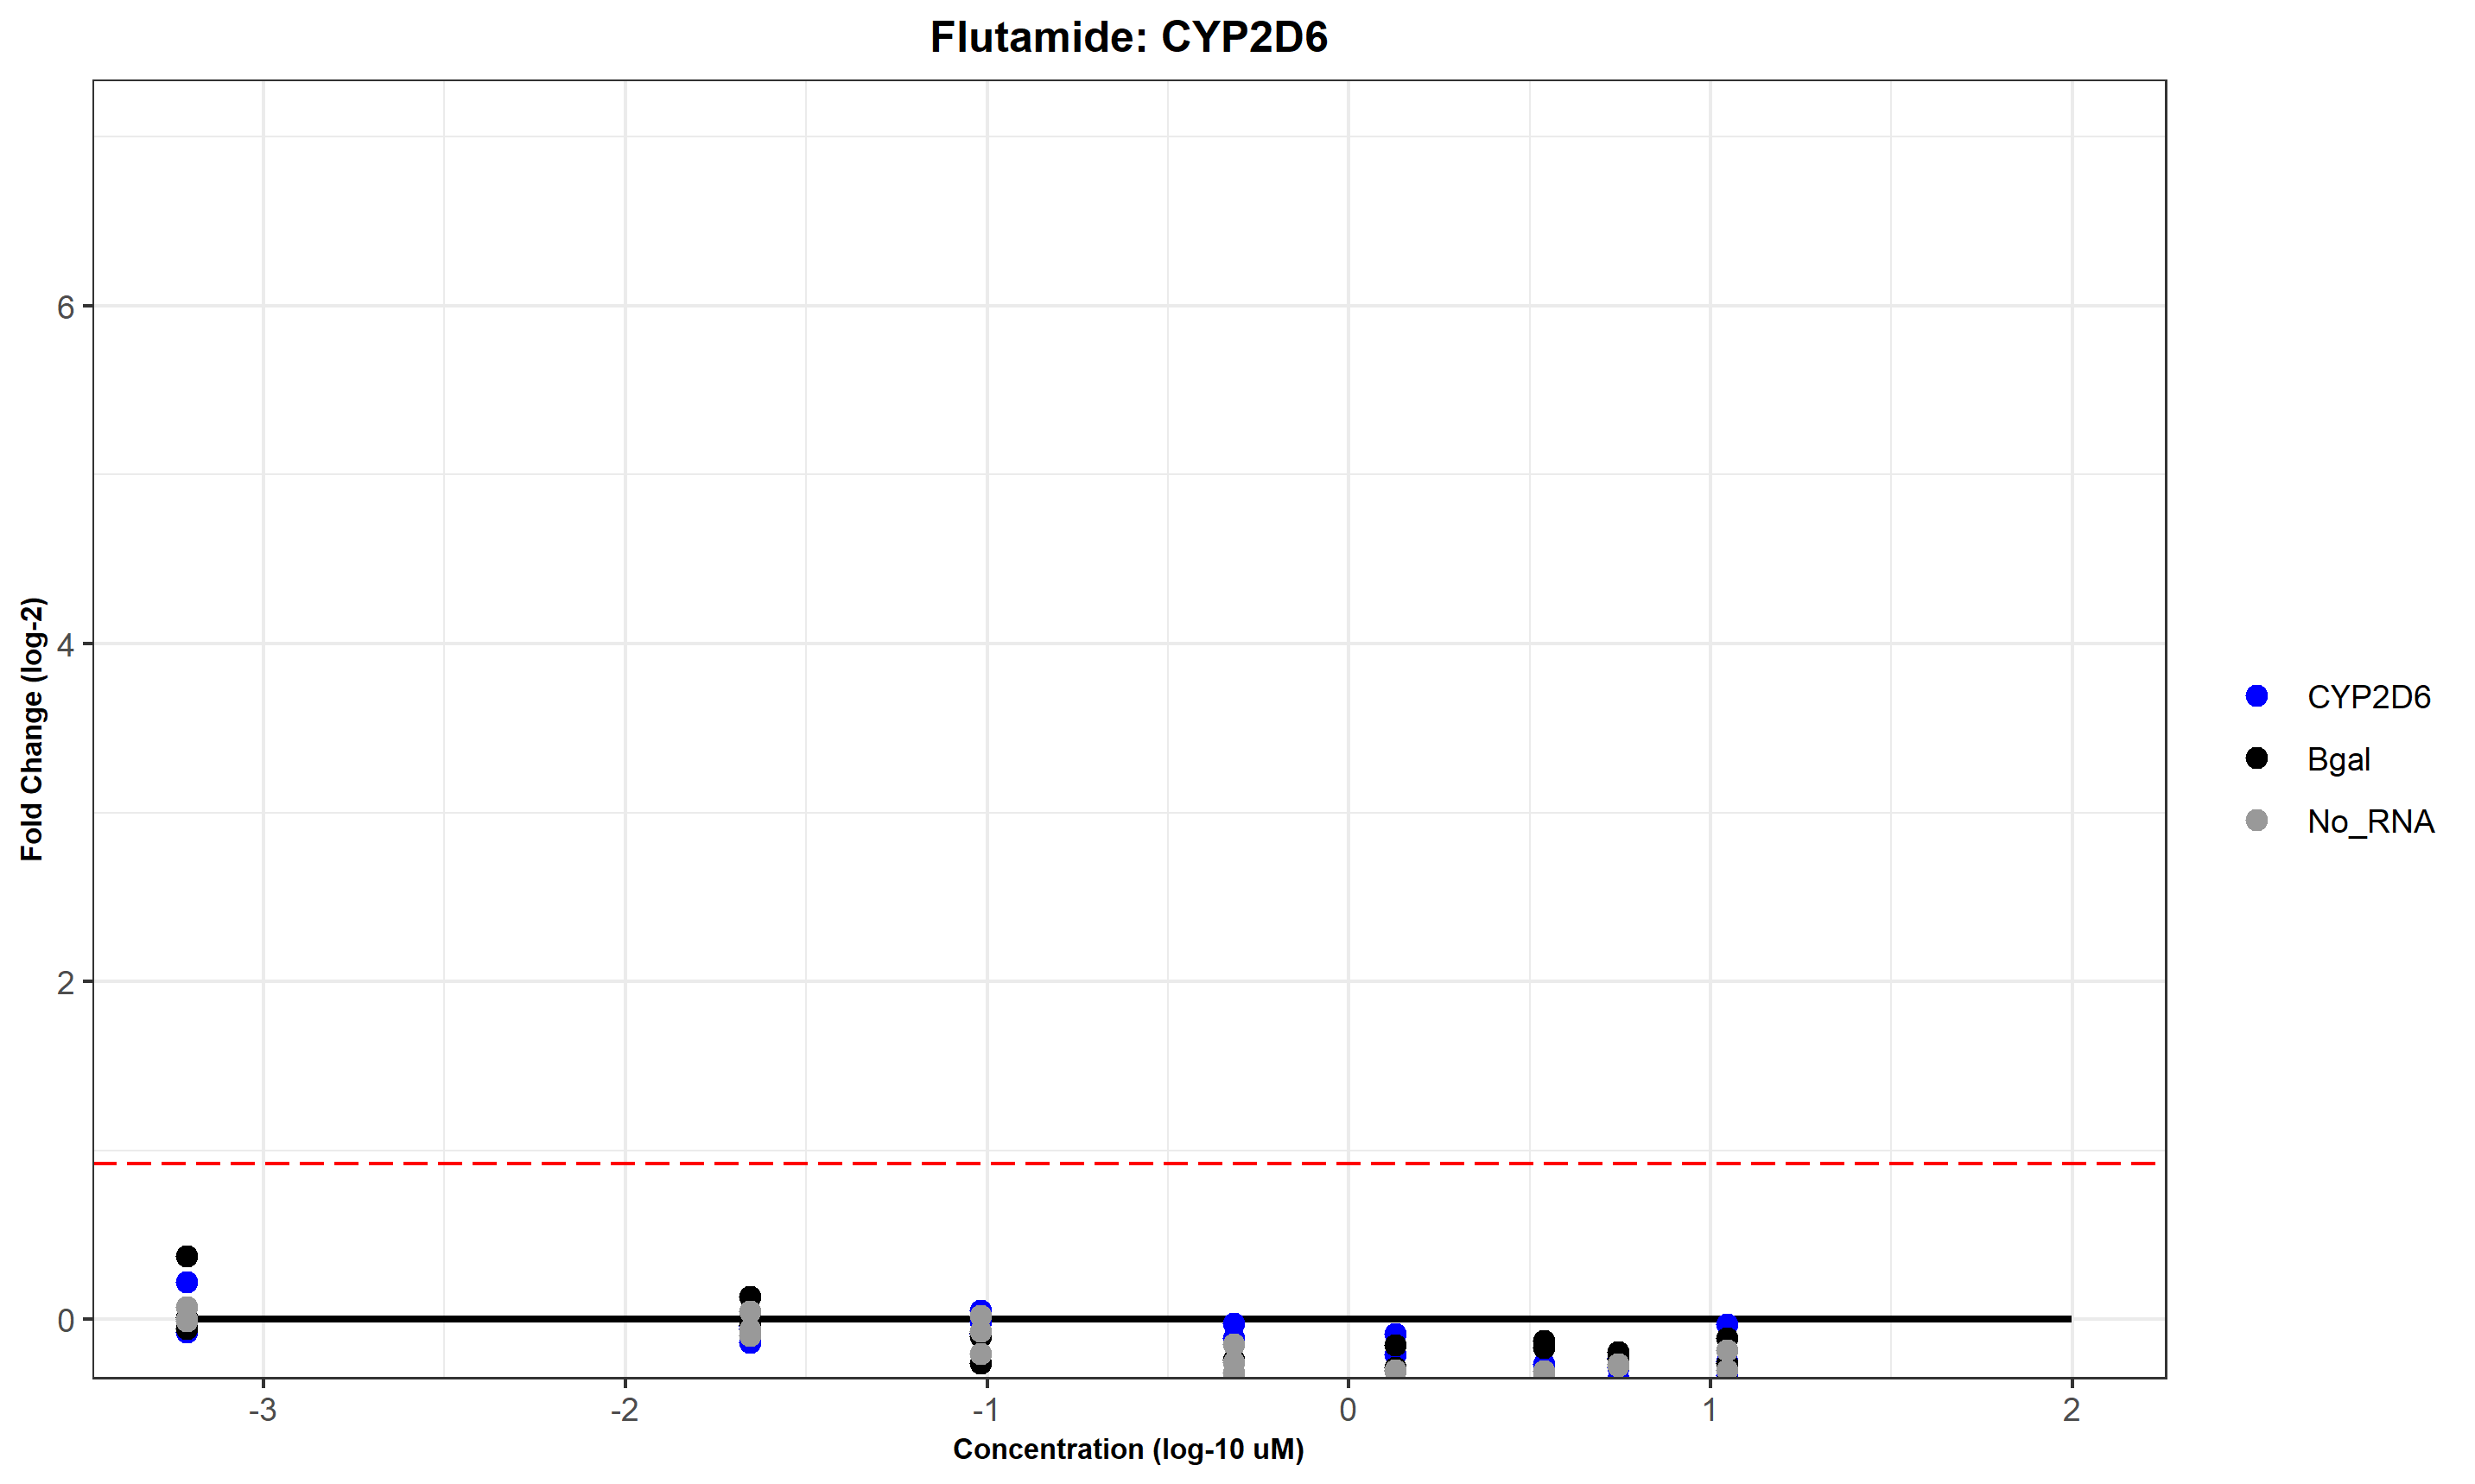 Flutamide: CYP2D6
Fold Change (log-2)
6
4
2
0
-3
-2
-1
0
1
2
Concentration (log-10 uM)
CYP2D6
Bgal
No_RNA